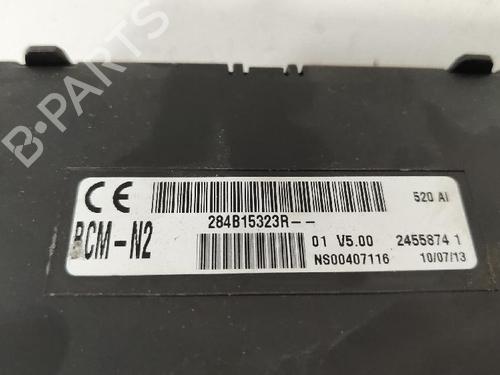 B-PARTS
CE
520 AI
284B15323R--
BCM-N2
01 V5.00 2455874 1
NS00407116 10/07/13